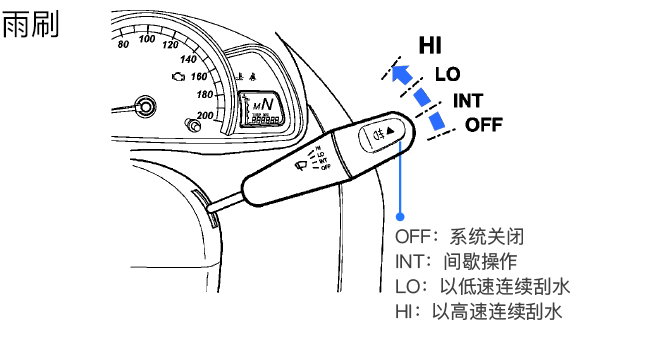 雨刷
HI
LO
INT
OFF
80
100
120
140
160
180
200
MN
HI
LO
INT
OFF
OFF：系统关闭
INT：间歇操作
LO：以低速连续刮水
HI：以高速连续刮水